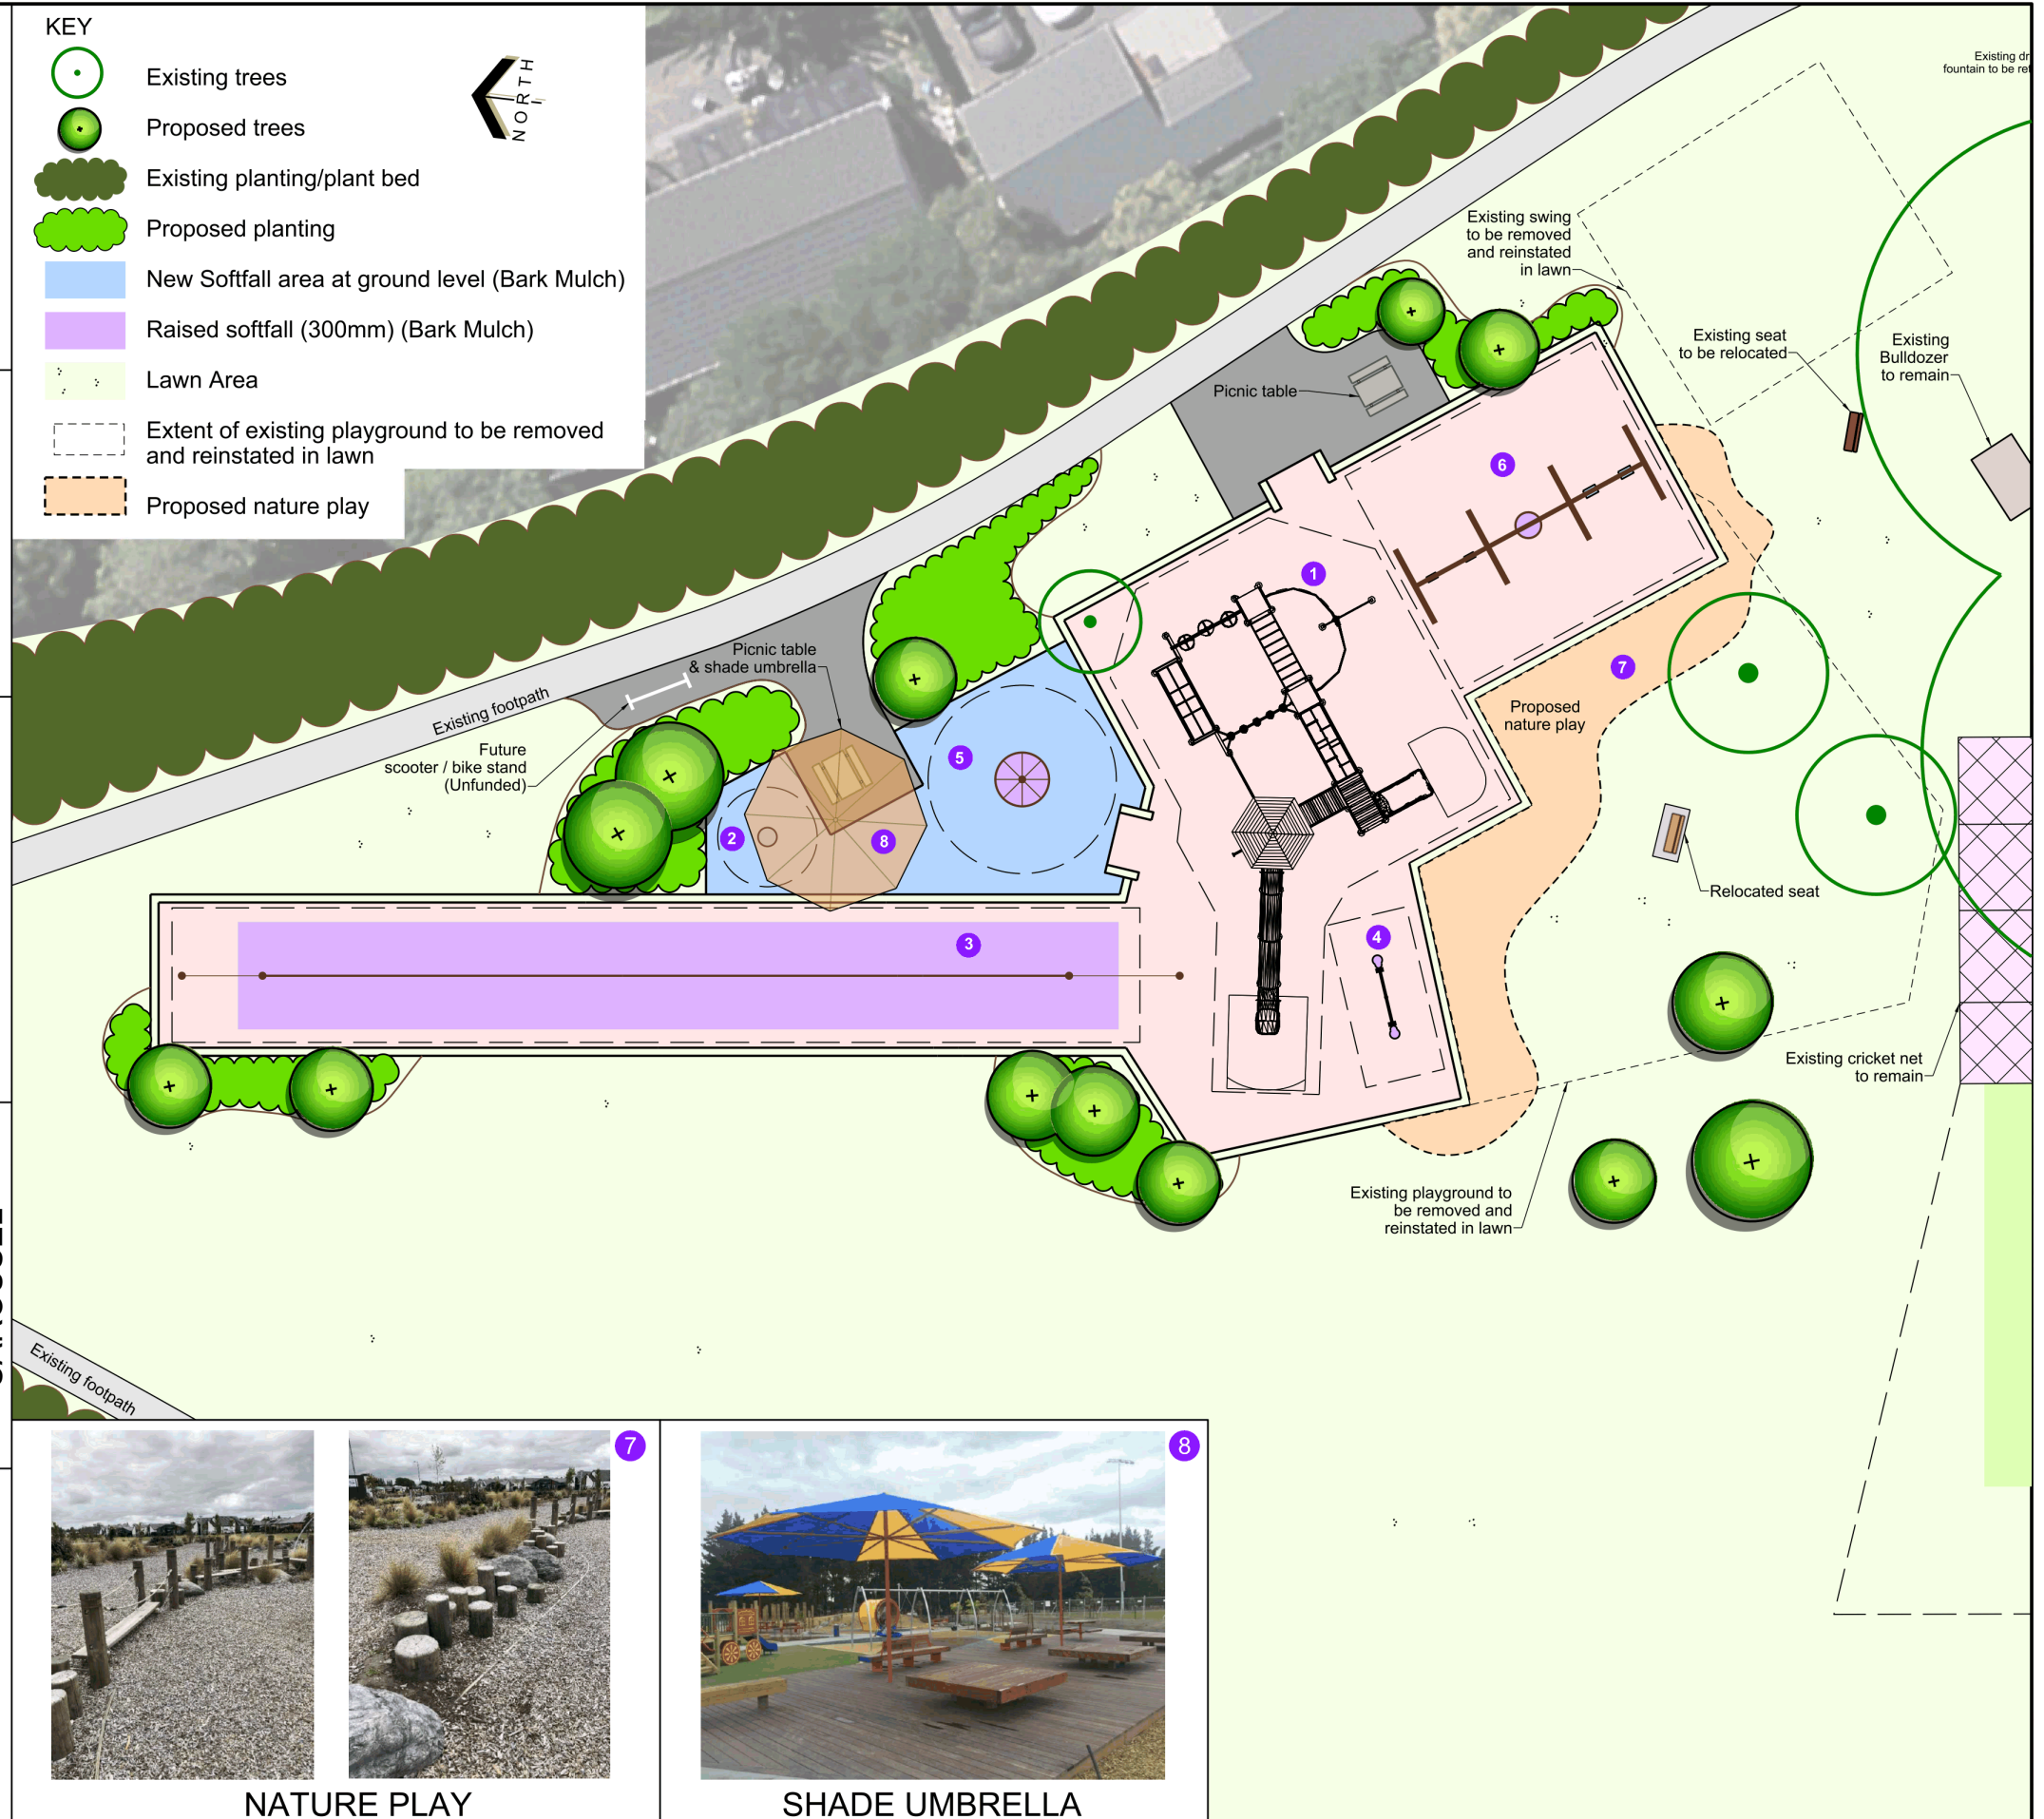 KEY
Existing trees
Proposed trees
Existing planting/plant bed
Proposed planting
New Softfall area at ground level (Bark Mulch)
Raised softfall (300mm) (Bark Mulch)
Lawn Area
Extent of existing playground to be removed
and reinstated in lawn
Proposed nature play
NORTH
Existing
fountain to be
Existing swing
to be removed
and reinstated
in lawn
Existing seat
to be relocated
Existing
Bulldozer
to remain
Picnic table
6
1
Picnic table
& shade umbrella
7
Proposed
nature play
Existing footpath
Future
scooter / bike stand
(Unfunded)
5
2
8
Relocated seat
3
4
Existing cricket net
to remain
Existing playground to
be removed and
reinstated in lawn
Existing footpath
7
8
NATURE PLAY
SHADE UMBRELLA